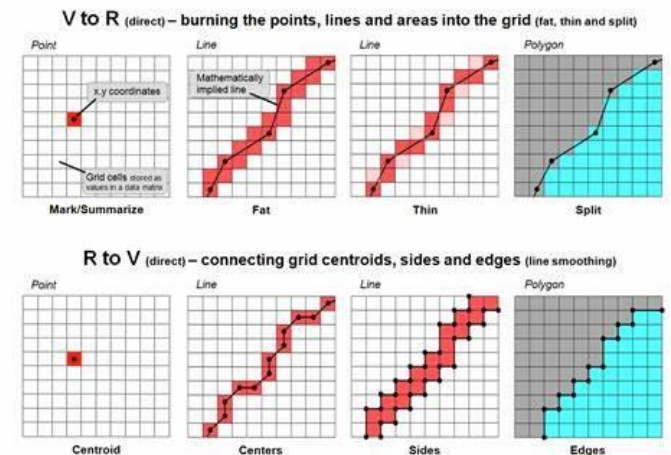 V to R (direct) – burning the points, lines and areas into the grid (fat, thin and split)
Point
Line
Line
Polygon
x,y coordinates
Mathematically
implied line
Grid cells stored as
values in a data matrix
Mark/Summarize
Fat
Thin
Split
R to V (direct) – connecting grid centroids, sides and edges (line smoothing)
Point
Line
Line
Polygon
Centroid
Centers
Sides
Edges